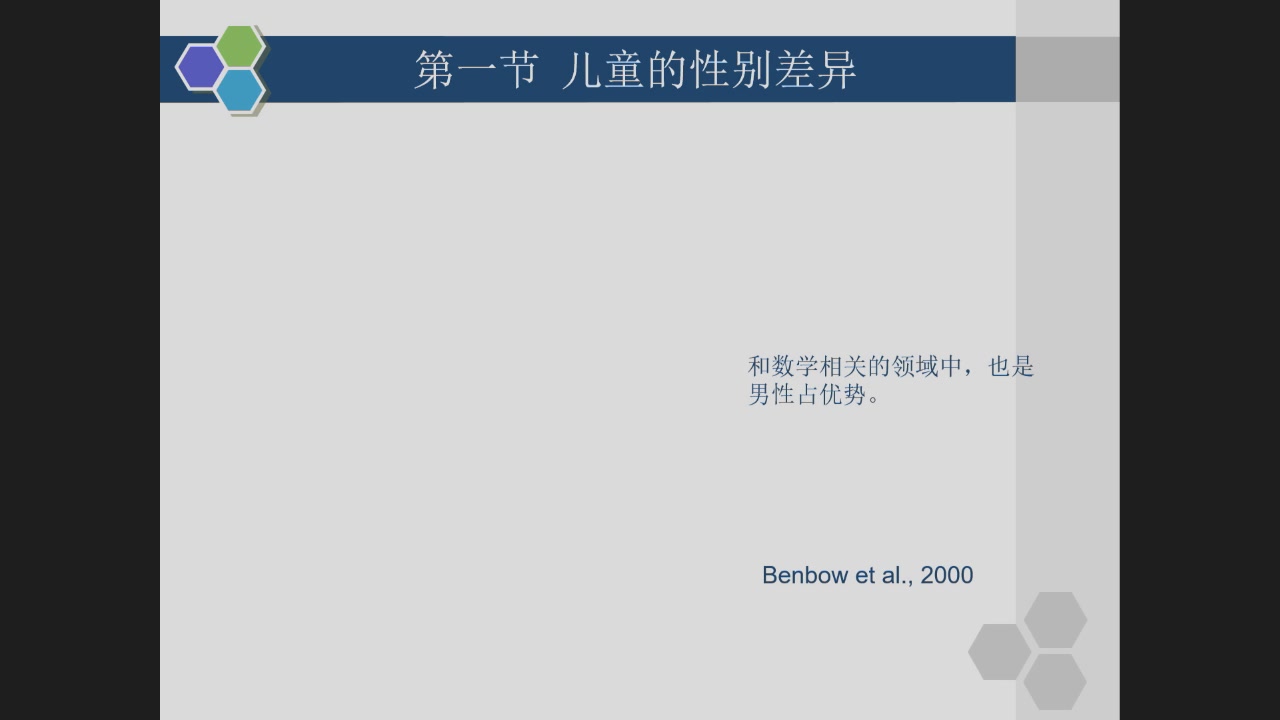 第一节 儿童的性别差异
和数学相关的领域中，也是
男性占优势。
Benbow et al., 2000